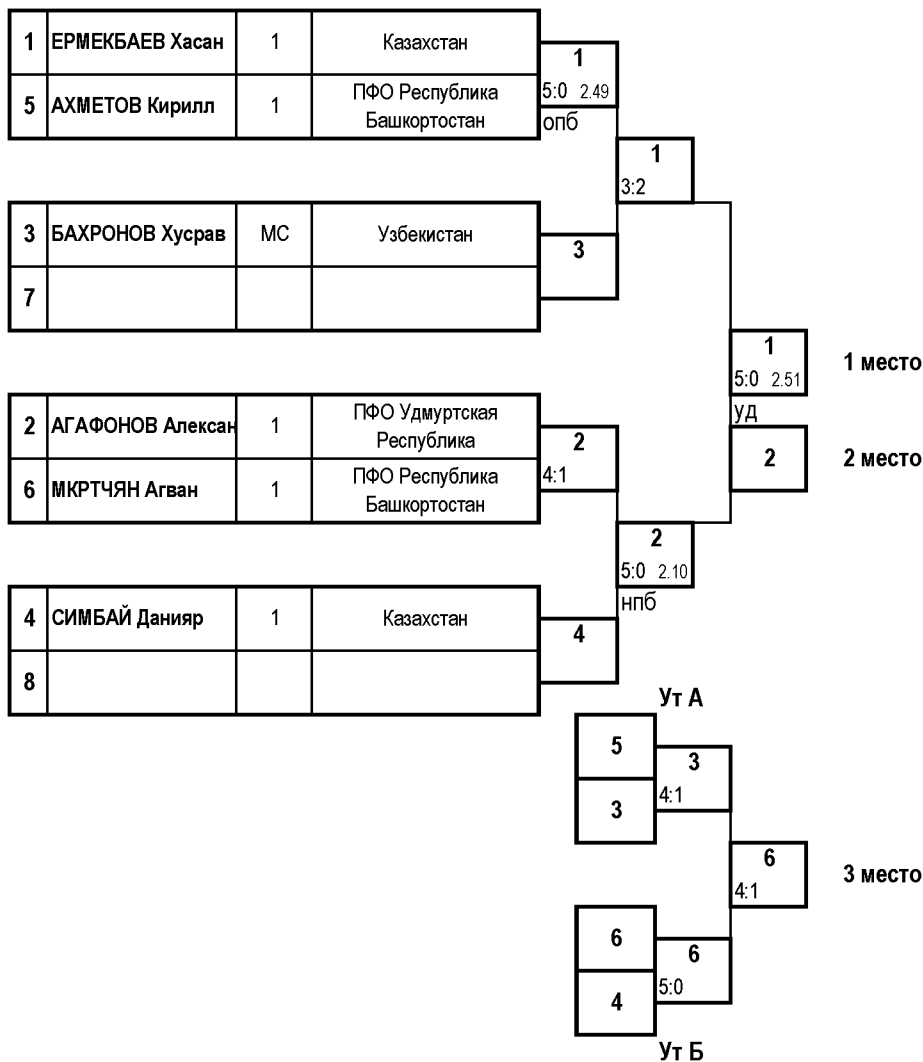 1 ЕРМЕКБАЕВ Хасан 1 Казахстан
5 АХМЕТОВ Кирилл 1 ПФО Республика
Башкортостан
1
5:0 2.49
опб
1
3:2
3 БАХРОНОВ Хусрав МС Узбекистан
7
3
1
5:0 2.51
уд
1 место
2
2 место
2 АГАФОНОВ Алексан 1 ПФО Удмуртская
Республика
6 МКРТЧЯН Агван 1 ПФО Республика
Башкортостан
2
4:1
2
5:0 2.10
нпб
4 СИМБАЙ Данияр 1 Казахстан
8
4
Ут А
5
3
3
4:1
6
4:1
3 место
6
4
6
5:0
Ут Б